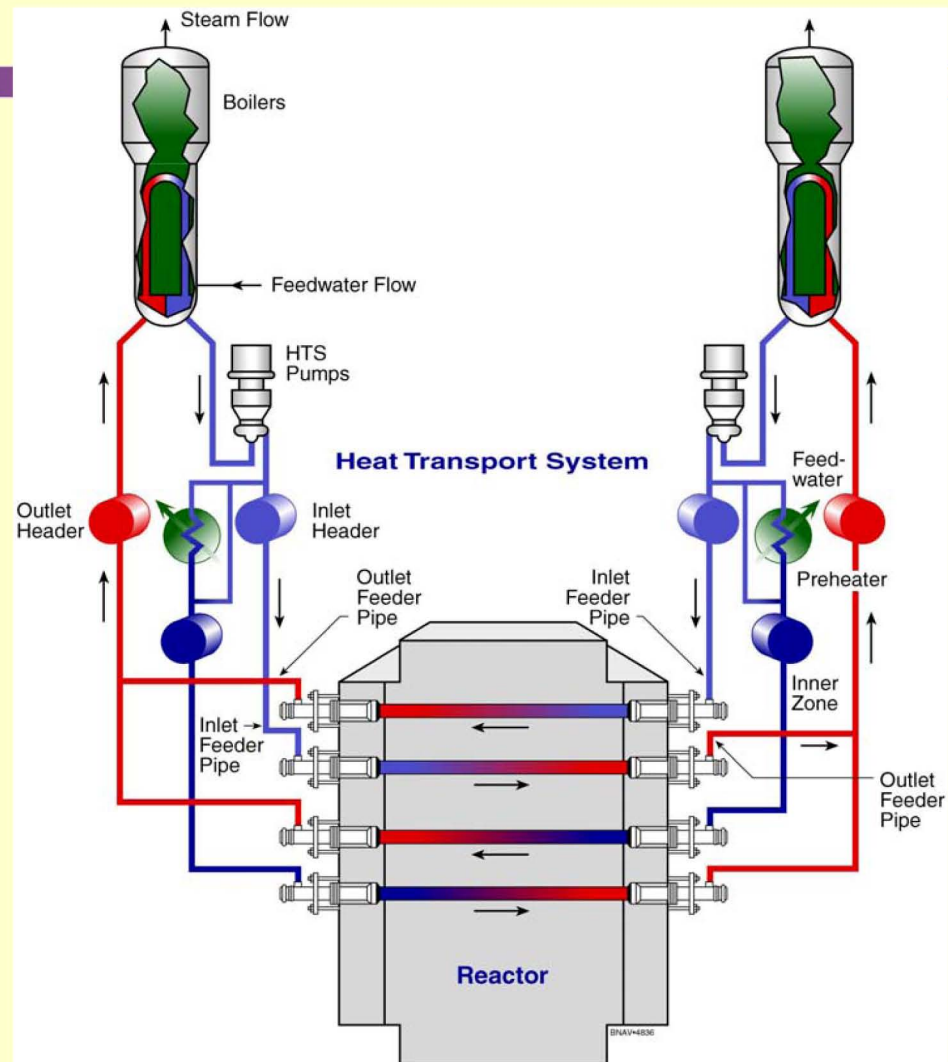 Steam Flow
Boilers
Feedwater Flow
HTS
Pumps
Heat Transport System
Feed-
water
Outlet
Header
Inlet
Header
Preheater
Outlet
Feeder
Pipe
Inlet
Feeder
Pipe
Inner
Zone
Inlet
Feeder
Pipe
Outlet
Feeder
Pipe
Reactor
BNAV•4836